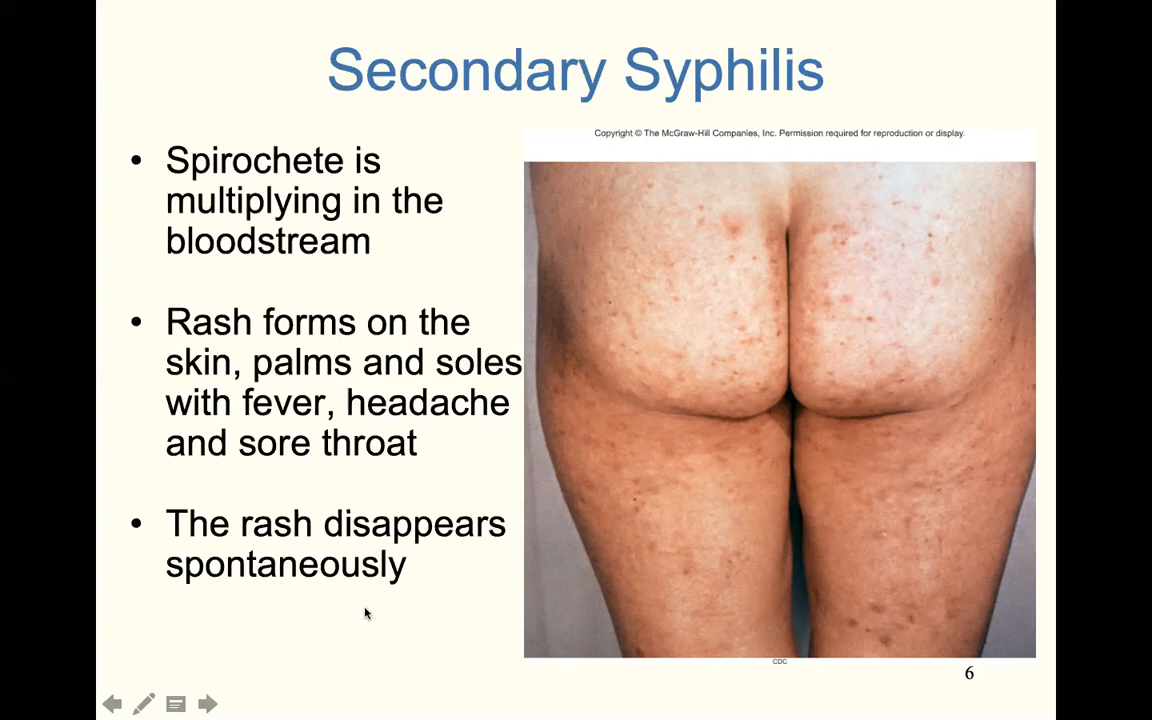 Secondary Syphilis
Copyright © The McGraw-Hill Companies, Inc. Permission required for reproduction or display.
• Spirochete is
multiplying in the
bloodstream
• Rash forms on the
skin, palms and soles
with fever, headache
and sore throat
• The rash disappears
spontaneously
CDC
6